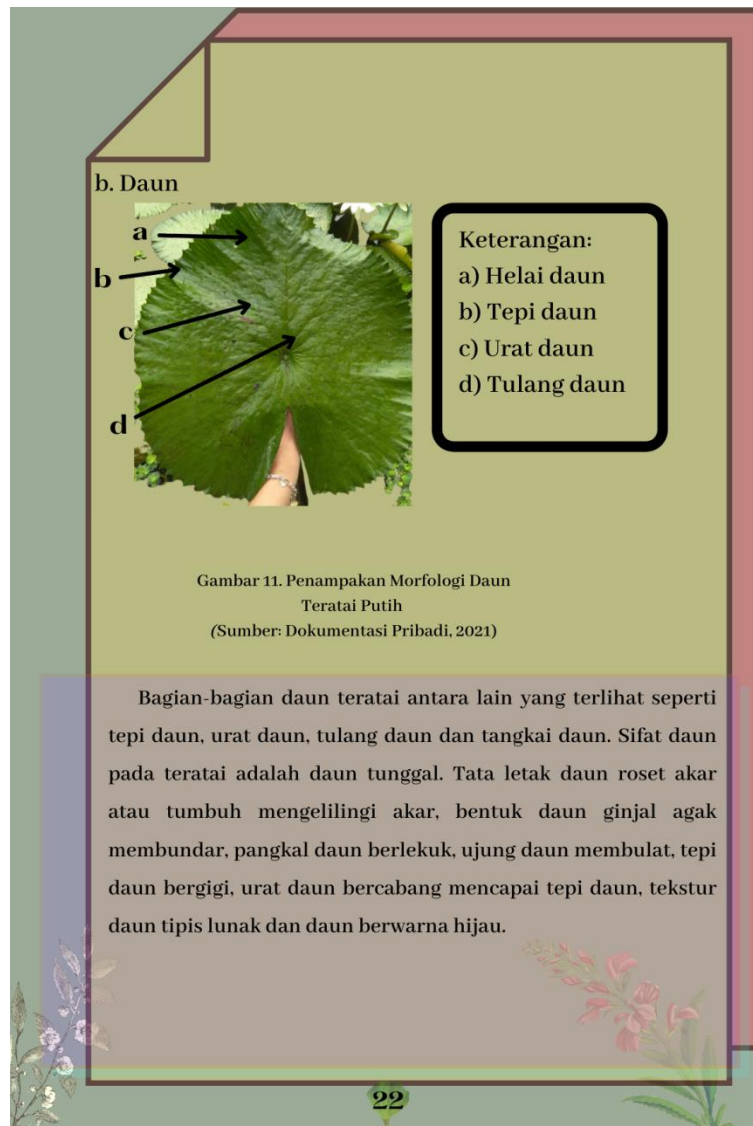 b. Daun
a
b
c
d
Keterangan:
a) Helai daun
b) Tepi daun
c) Urat daun
d) Tulang daun
Gambar 11. Penampakan Morfologi Daun
Teratai Putih
(Sumber: Dokumentasi Pribadi, 2021)
Bagian-bagian daun teratai antara lain yang terlihat seperti
tepi daun, urat daun, tulang daun dan tangkai daun. Sifat daun
pada teratai adalah daun tunggal. Tata letak daun roset akar
atau tumbuh mengelilingi akar, bentuk daun ginjal agak
membundar, pangkal daun berlekuk, ujung daun membulat, tepi
daun bergigi, urat daun bercabang mencapai tepi daun, tekstur
daun tipis lunak dan daun berwarna hijau.
22